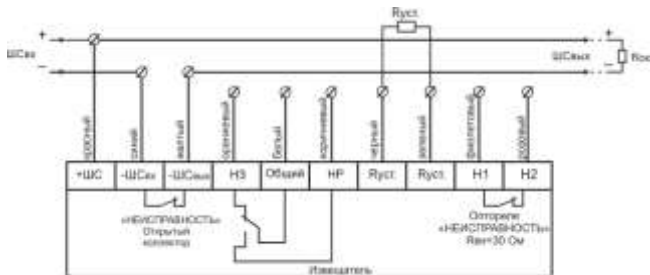 Rуст.
+
ШСвх
−
+
ШСвых
−
Rок
красный
синий
желтый
оранжевый
белый
коричневый
черный
зеленый
фиолетовый
розовый
+ШС
-ШСвх
-ШСвых
НЗ
Общий
НР
Rуст.
Rуст.
Н1
Н2
«НЕИСПРАВНОСТЬ»
Открытый
коллектор
Оптореле
«НЕИСПРАВНОСТЬ»
Rвн=30 Ом
Извещатель